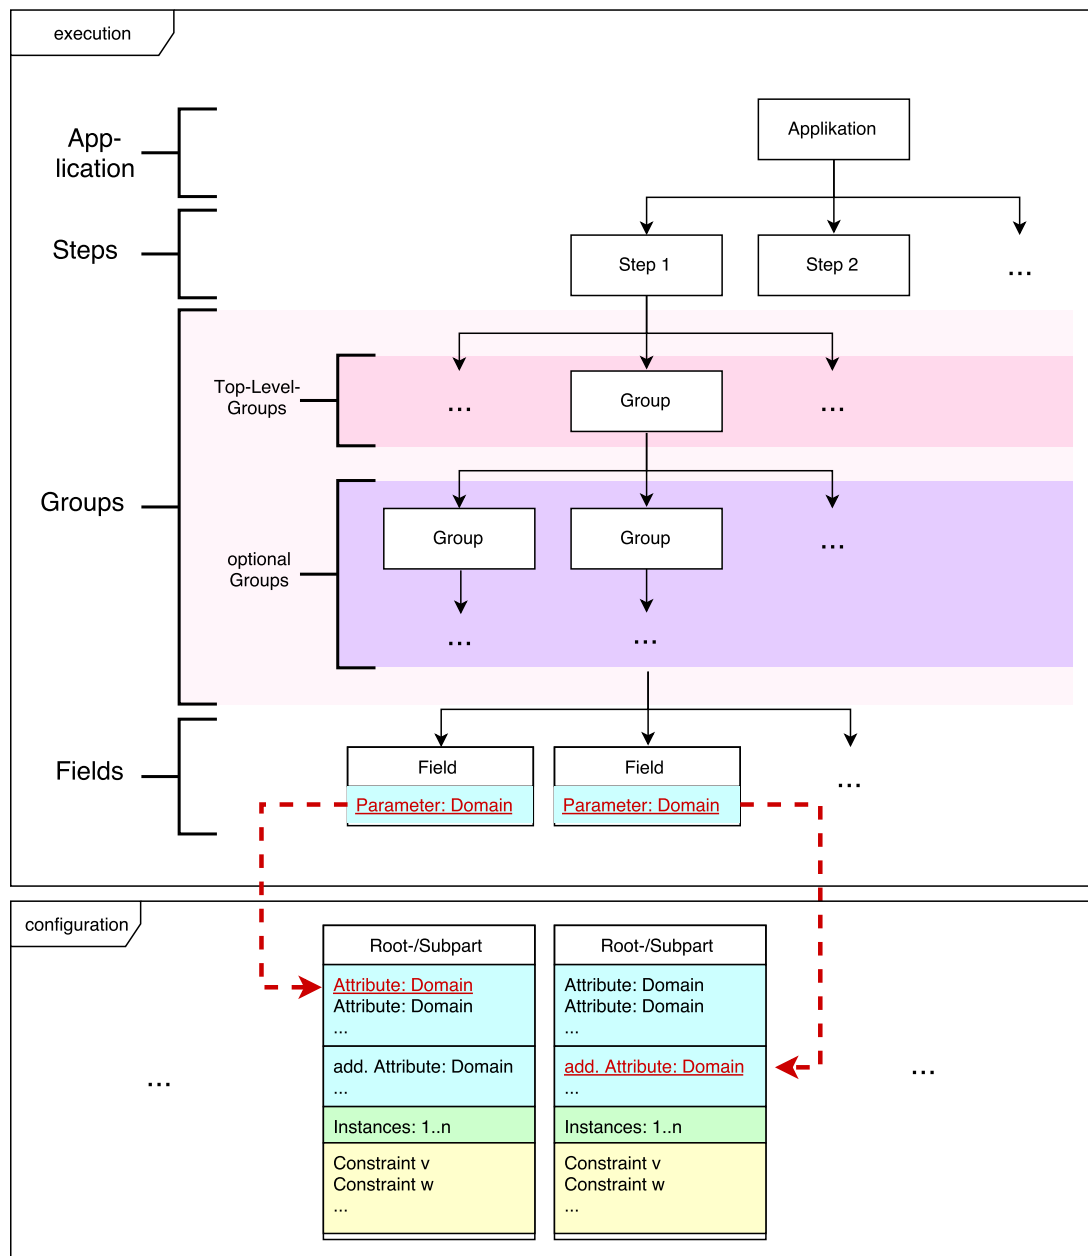 execution
App-
lication
Applikation
Steps
Step 1
Step 2
...
Top-Level-
Groups
...
Group
...
Groups
optional
Groups
Group
Group
...
...
...
Fields
Field
Field
...
Parameter: Domain
Parameter: Domain
configuration
Root-/Subpart
Attribute: Domain
Attribute: Domain
...
add. Attribute: Domain
...
Instances: 1..n
Constraint v
Constraint w
...
Root-/Subpart
Attribute: Domain
Attribute: Domain
...
add. Attribute: Domain
...
Instances: 1..n
Constraint v
Constraint w
...
...
...